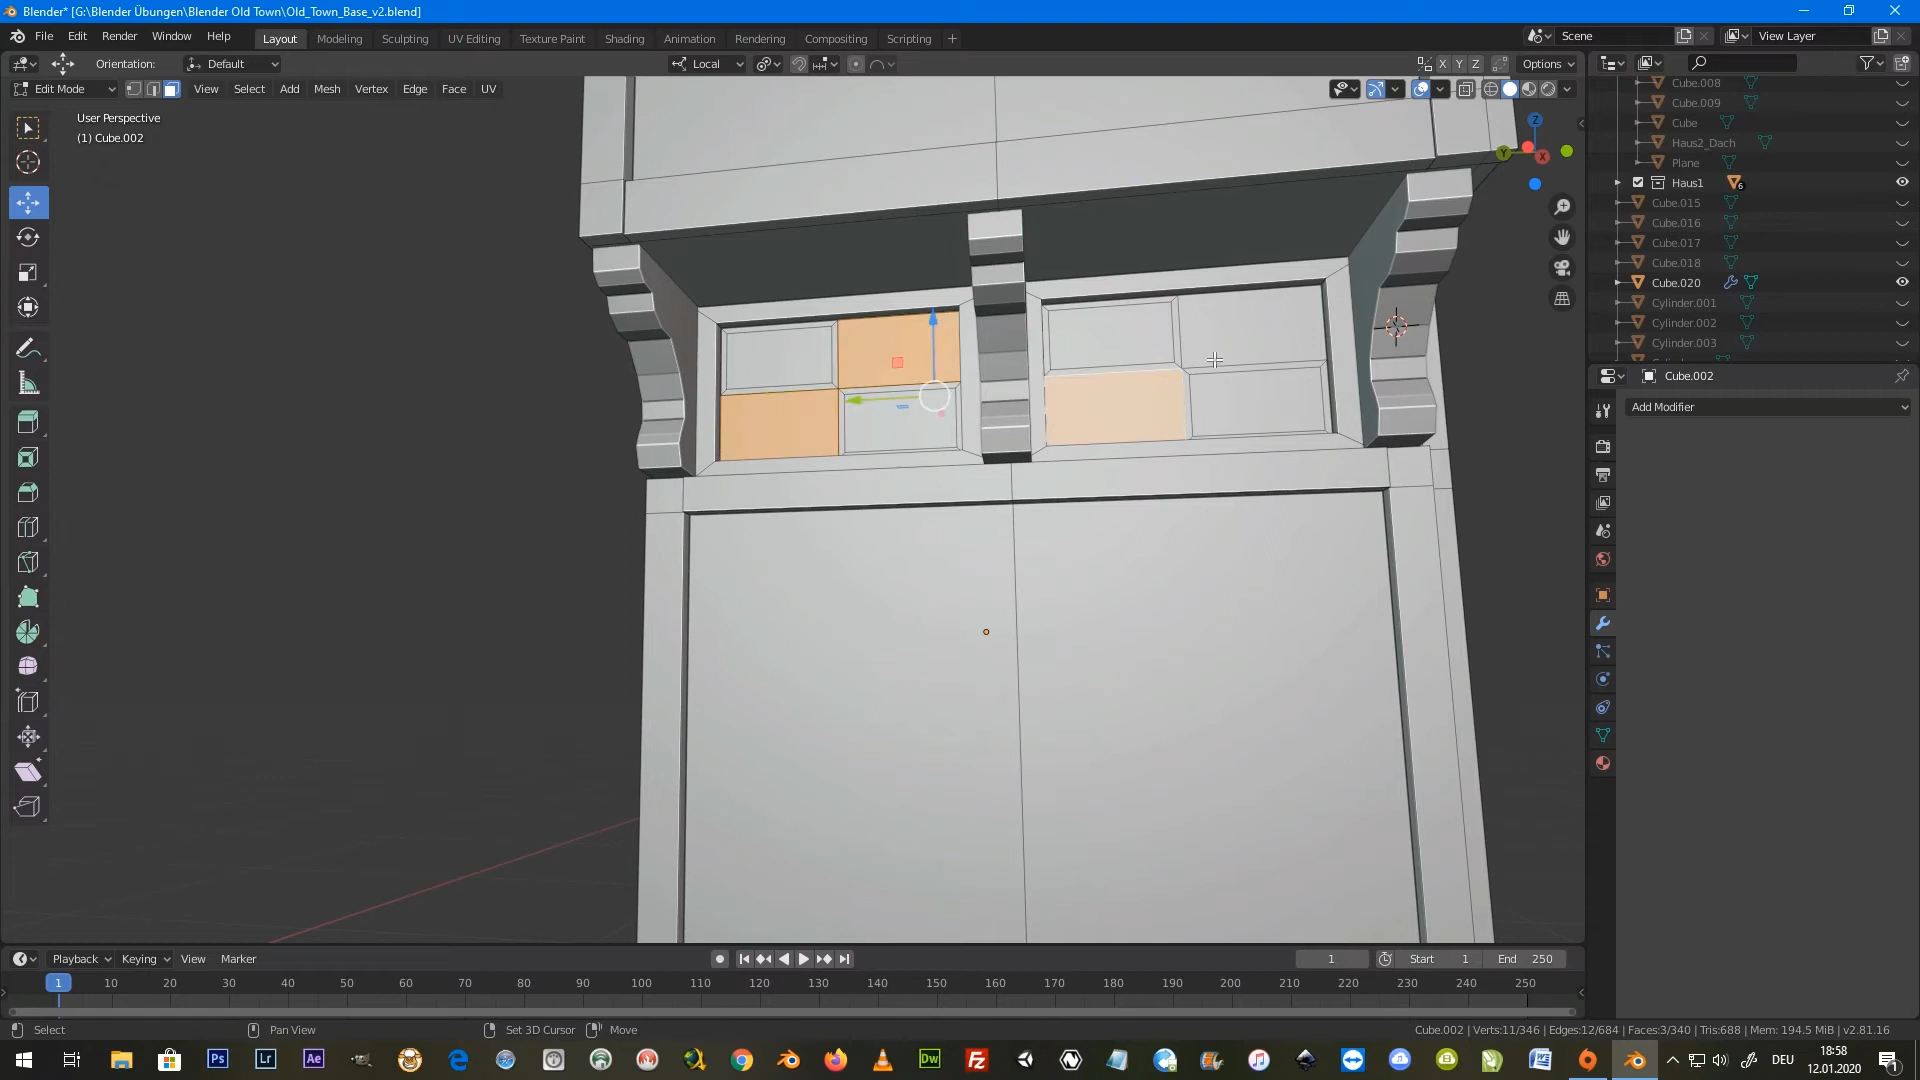 Blender* [G:\Blender Übungen\Blender Old Town\Old_Town_Base_v2.blend]
File Edit Render Window Help Layout Modeling Sculpting UV Editing Texture Paint Shading Animation Rendering Compositing Scripting + Scene View Layer
Orientation: Default Local X Y Z Options
Edit Mode View Select Add Mesh Vertex Edge Face UV
User Perspective
(1) Cube.002
Z
Y
X
Cube.008
Cube.009
Cube
Haus2_Dach
Plane
Haus1 6
Cube.015
Cube.016
Cube.017
Cube.018
Cube.020
Cylinder.001
Cylinder.002
Cylinder.003
Cube.002
Add Modifier
Playback Keying View Marker 1 Start 1 End 250
1 10 20 30 40 50 60 70 80 90 100 110 120 130 140 150 160 170 180 190 200 210 220 230 240 250
Select Pan View Set 3D Cursor Move Cube.002 | Verts:11/346 | Edges:12/684 | Faces:3/340 | Tris:688 | Mem: 194.5 MiB | v2.81.16
Ps Lr Ae Dw Fz DEU 18:58
12.01.2020 1